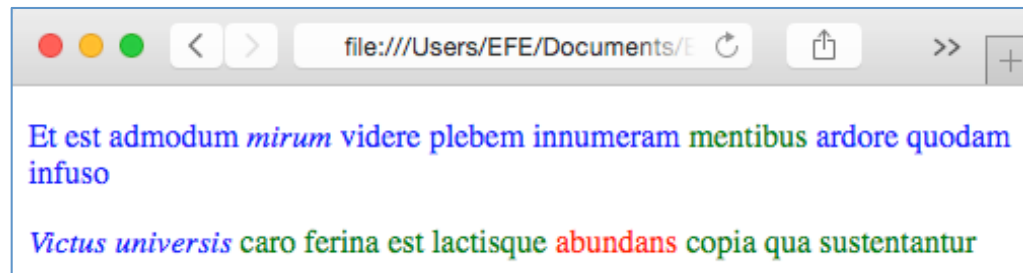 file:///Users/EFE/Documents/E
>>
+
Et est admodum mirum videre plebem innumeram mentibus ardore quodam
infuso
Victus universis caro ferina est lactisque abundans copia qua sustentantur